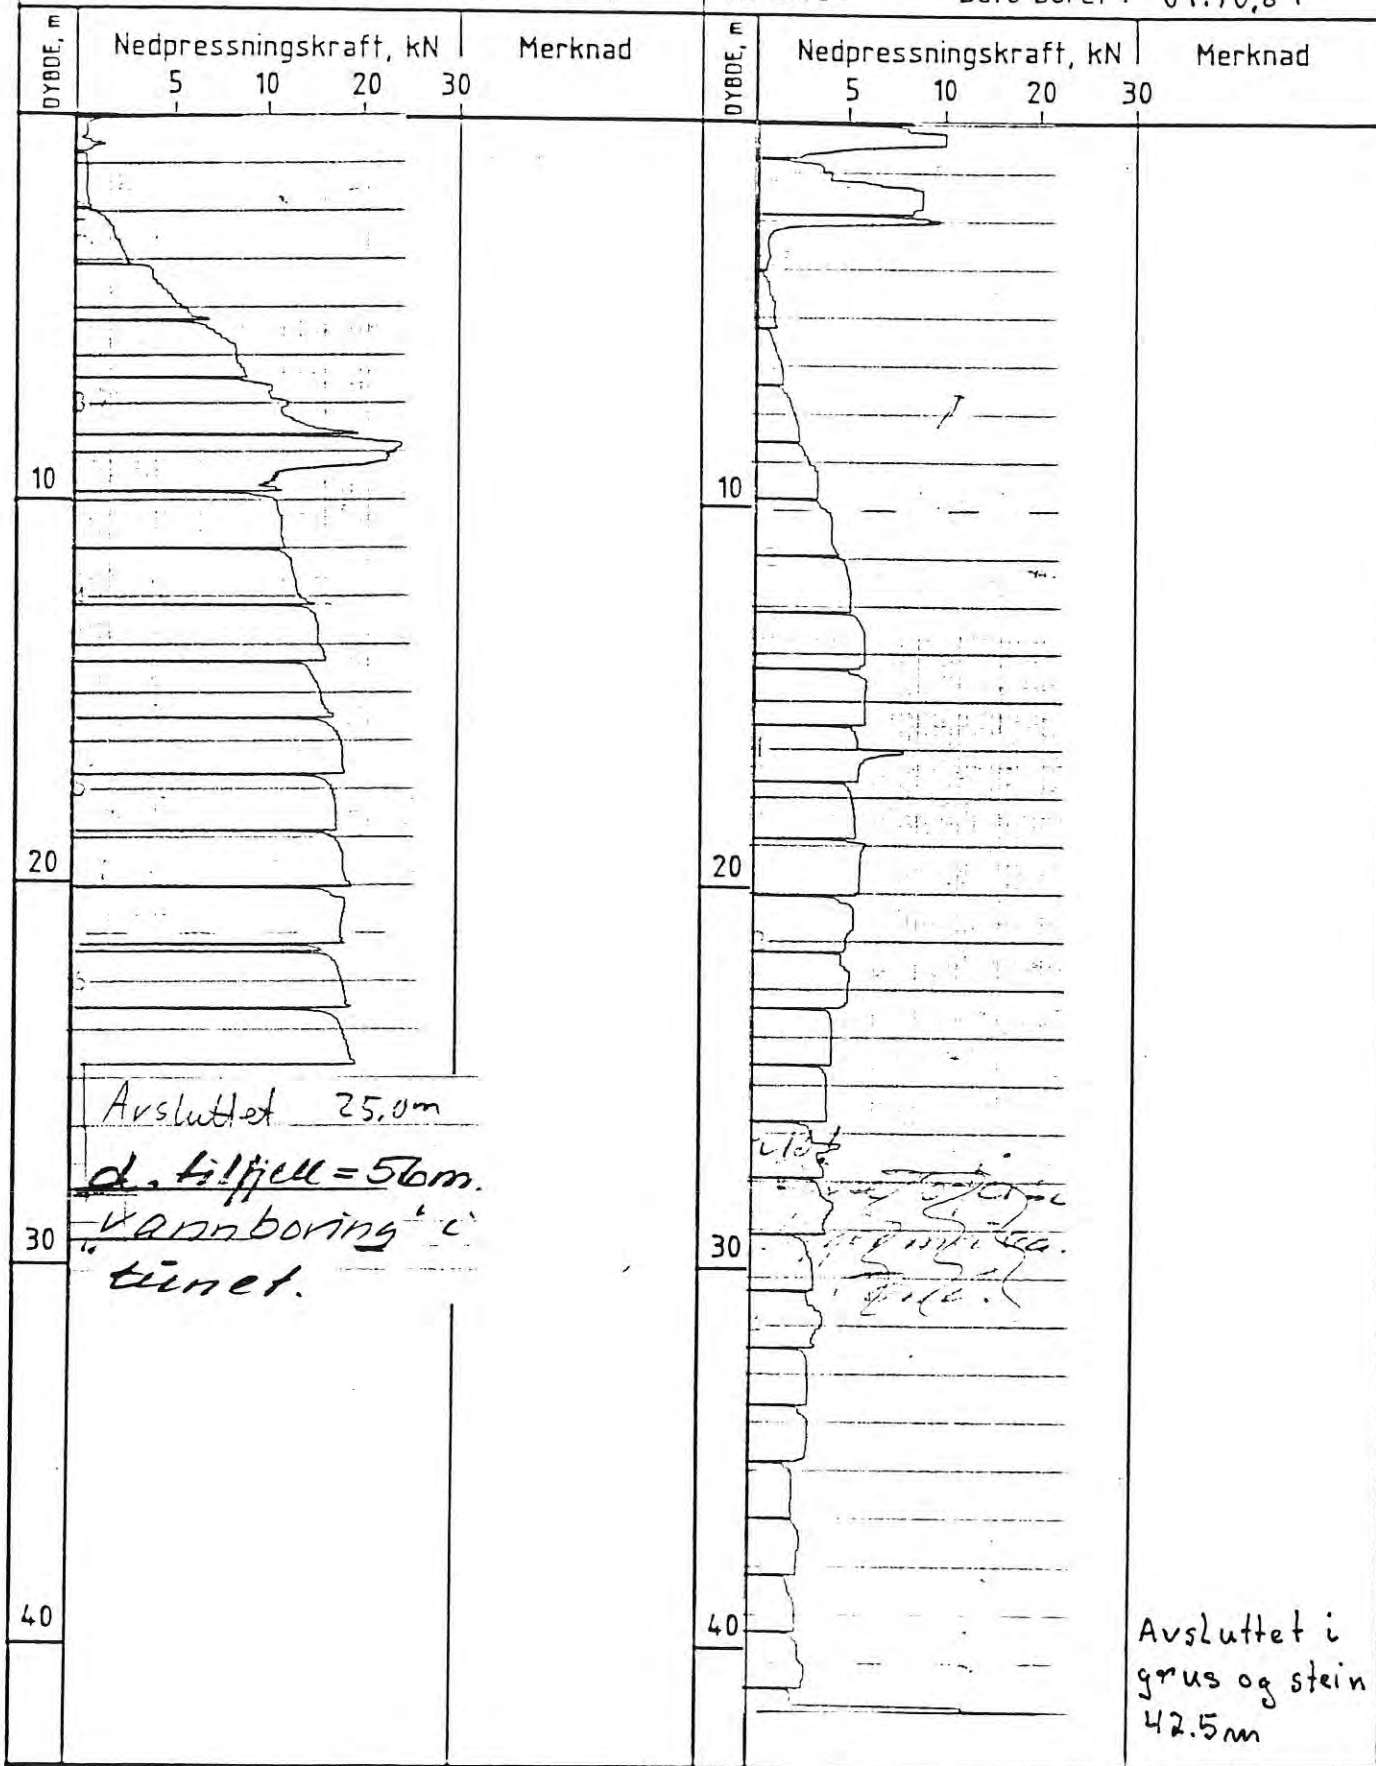 DYBDE, m
Nedpressningskraft, kN
Merknad
5 10 20 30
10
20
Avsluttet 25,0m
d. til fjell = 56m.
"vannboring" i
tunet.
30
40
DYBDE, m
Nedpressningskraft, kN
Merknad
5 10 20 30
10
20
30
40
Avsluttet i
grus og stein
42.5m